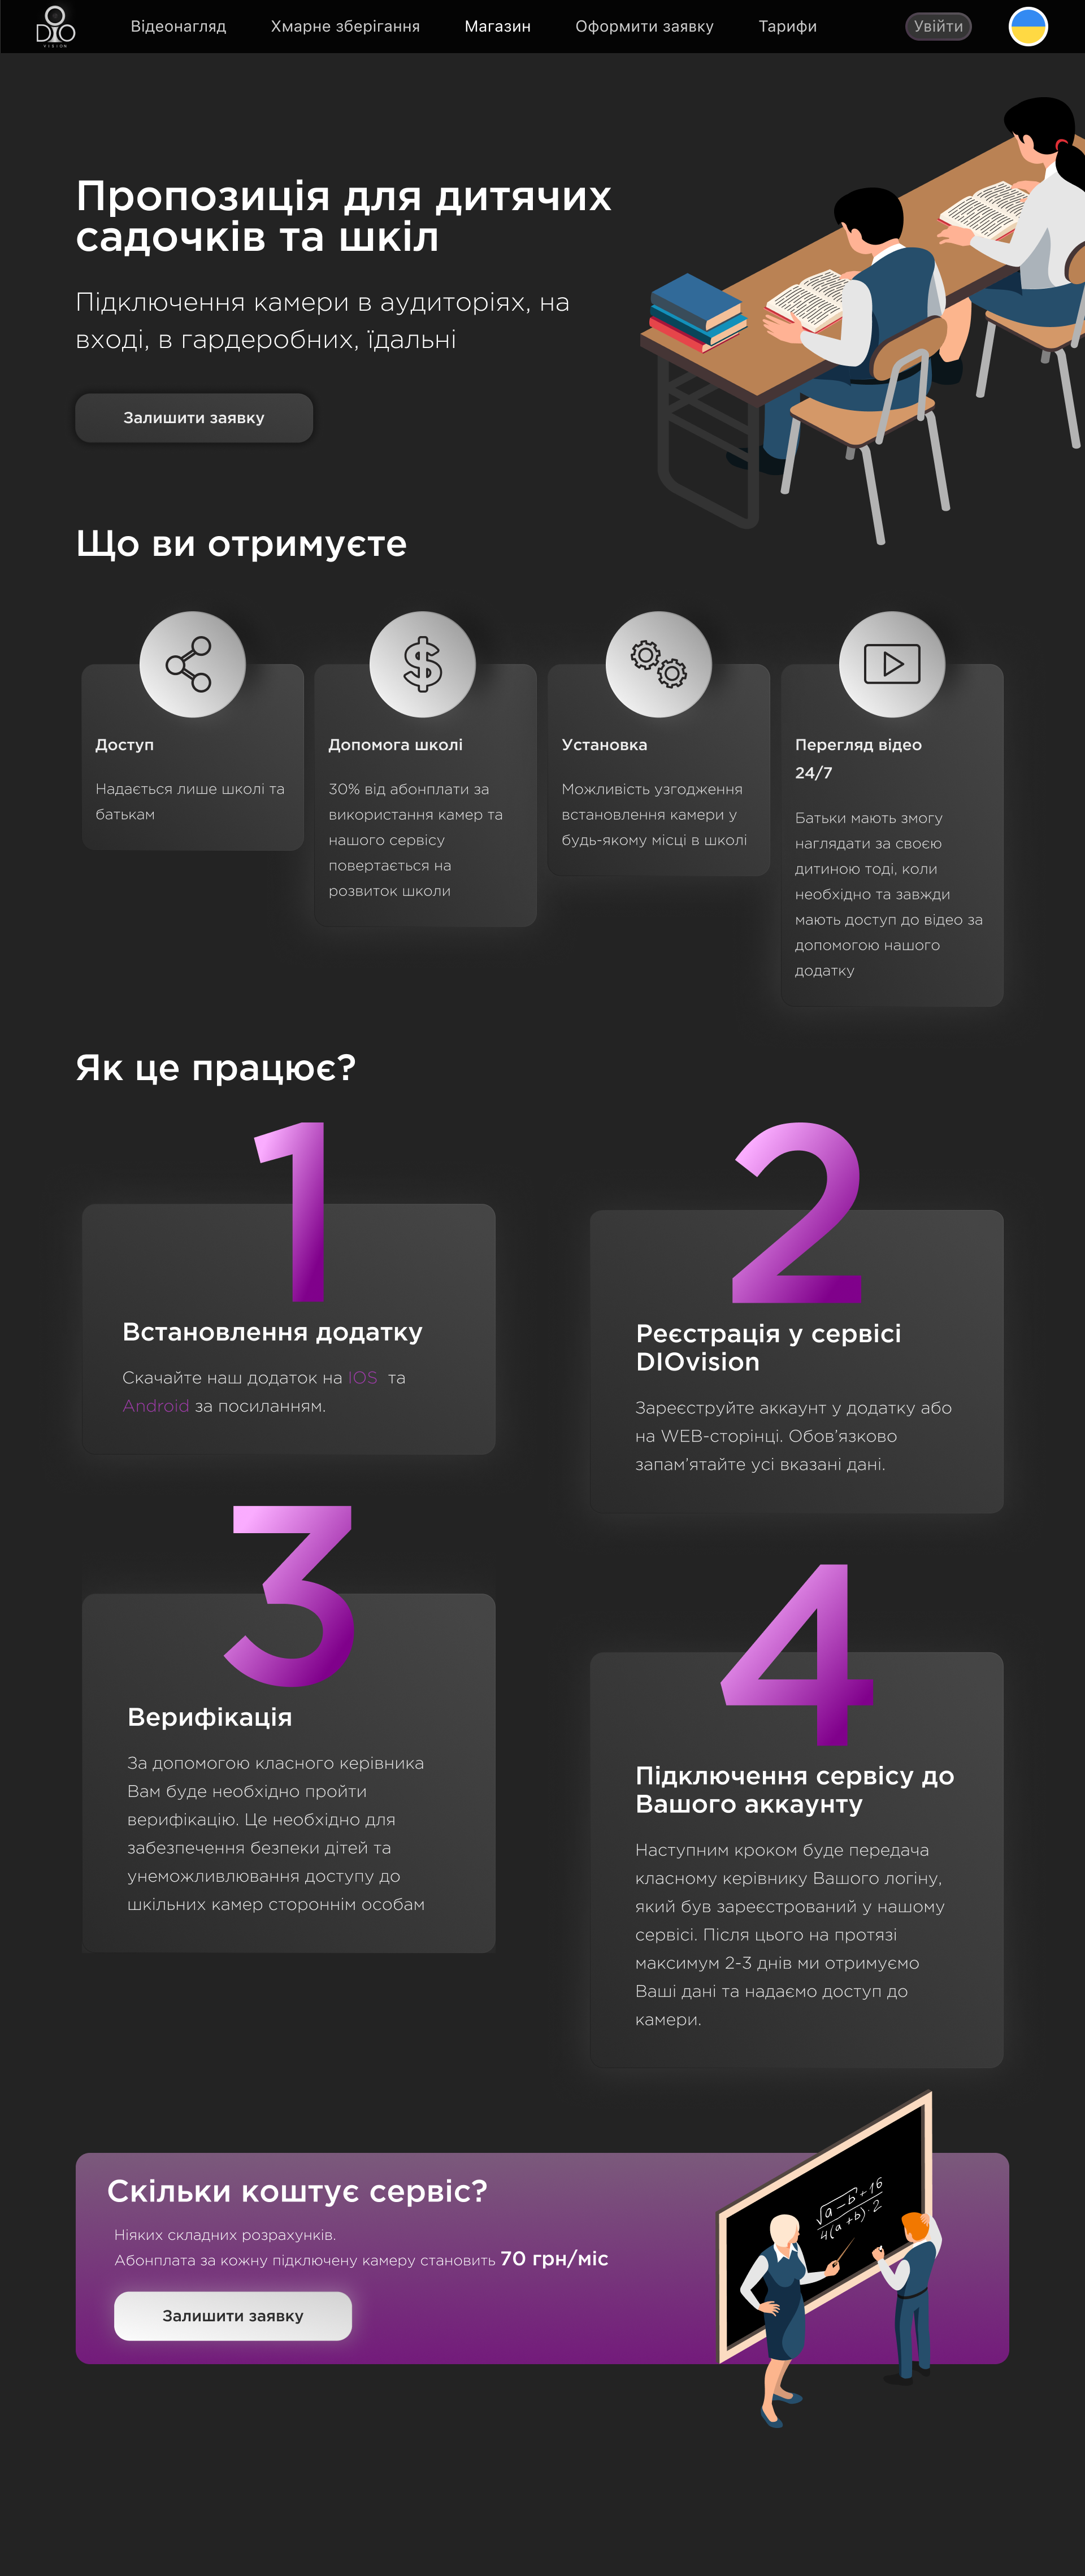 DIO
VISION
Відеонагляд Хмарне зберігання Магазин Оформити заявку Тарифи Увійти
Пропозиція для дитячих
садочків та шкіл
Підключення камери в аудиторіях, на
вході, в гардеробних, їдальні
Залишити заявку
Що ви отримуєте
Доступ
Надається лише школі та
батькам
Допомога школі
30% від абонплати за
використання камер та
нашого сервісу
повертається на
розвиток школи
Установка
Можливість узгодження
встановлення камери у
будь-якому місці в школі
Перегляд відео
24/7
Батьки мають змогу
наглядати за своєю
дитиною тоді, коли
необхідно та завжди
мають доступ до відео за
допомогою нашого
додатку
Як це працює?
1
Встановлення додатку
Скачайте наш додаток на IOS та
Android за посиланням.
2
Реєстрація у сервісі
DIOvision
Зареєструйте аккаунт у додатку або
на WEB-сторінці. Обов’язково
запам’ятайте усі вказані дані.
3
Верифікація
За допомогою класного керівника
Вам буде необхідно пройти
верифікацію. Це необхідно для
забезпечення безпеки дітей та
унеможливлювання доступу до
шкільних камер стороннім особам
4
Підключення сервісу до
Вашого аккаунту
Наступним кроком буде передача
класному керівнику Вашого логіну,
який був зареєстрований у нашому
сервісі. Після цього на протязі
максимум 2-3 днів ми отримуємо
Ваші дані та надаємо доступ до
камери.
Скільки коштує сервіс?
Ніяких складних розрахунків.
Абонплата за кожну підключену камеру становить 70 грн/міс
Залишити заявку
√a-b+16
4(a+b)·2